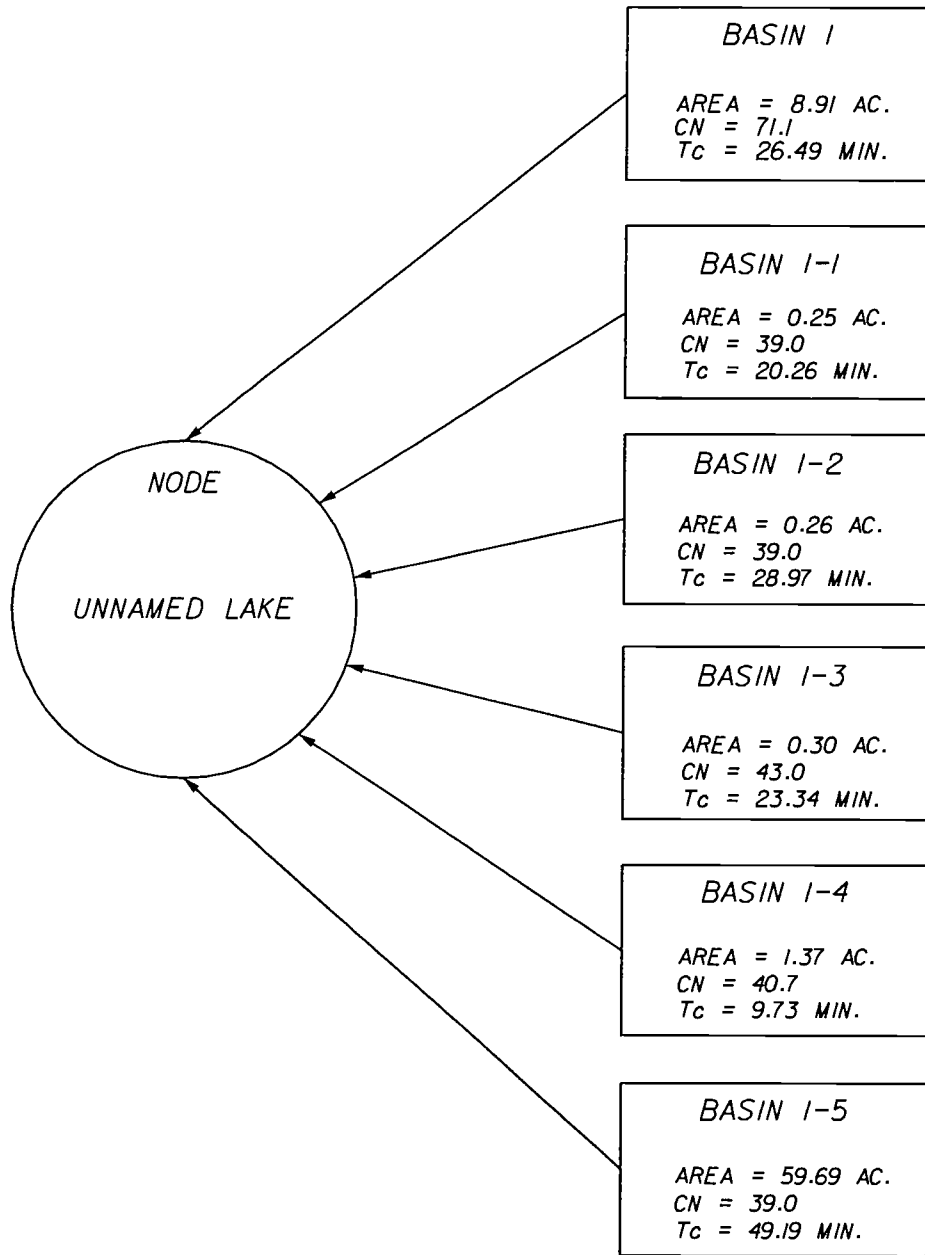 BASIN 1
AREA = 8.91 AC.
CN = 71.1
Tc = 26.49 MIN.
BASIN 1-1
AREA = 0.25 AC.
CN = 39.0
Tc = 20.26 MIN.
BASIN 1-2
AREA = 0.26 AC.
CN = 39.0
Tc = 28.97 MIN.
BASIN 1-3
AREA = 0.30 AC.
CN = 43.0
Tc = 23.34 MIN.
BASIN 1-4
AREA = 1.37 AC.
CN = 40.7
Tc = 9.73 MIN.
BASIN 1-5
AREA = 59.69 AC.
CN = 39.0
Tc = 49.19 MIN.
NODE
UNNAMED LAKE